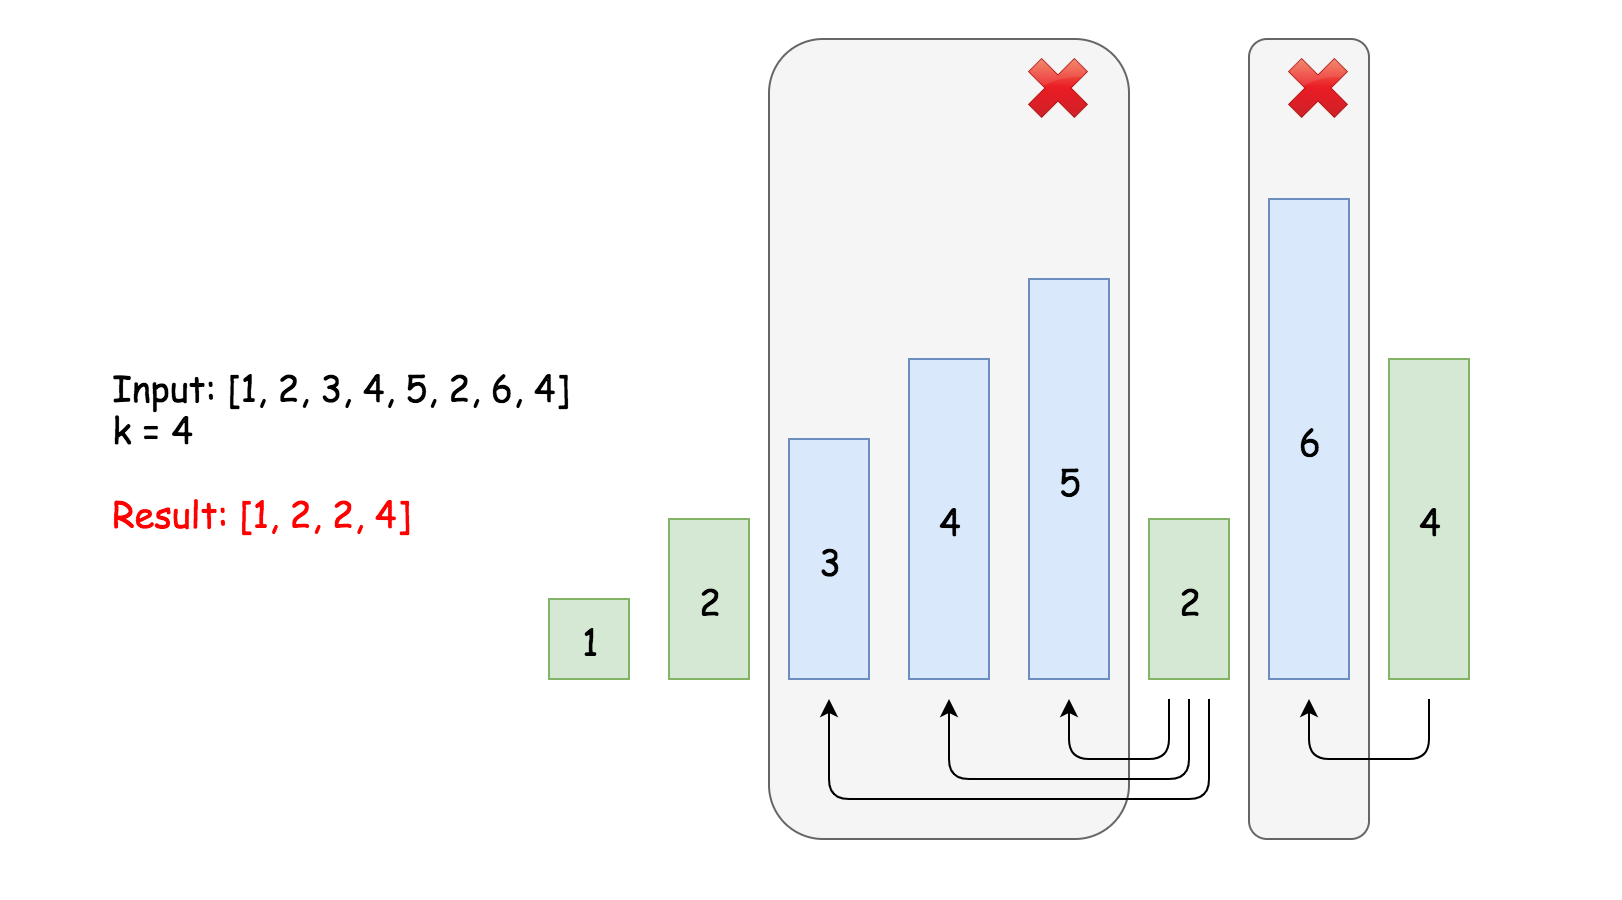 Input: [1, 2, 3, 4, 5, 2, 6, 4]
k = 4
Result: [1, 2, 2, 4]
1
2
3
4
5
2
6
4